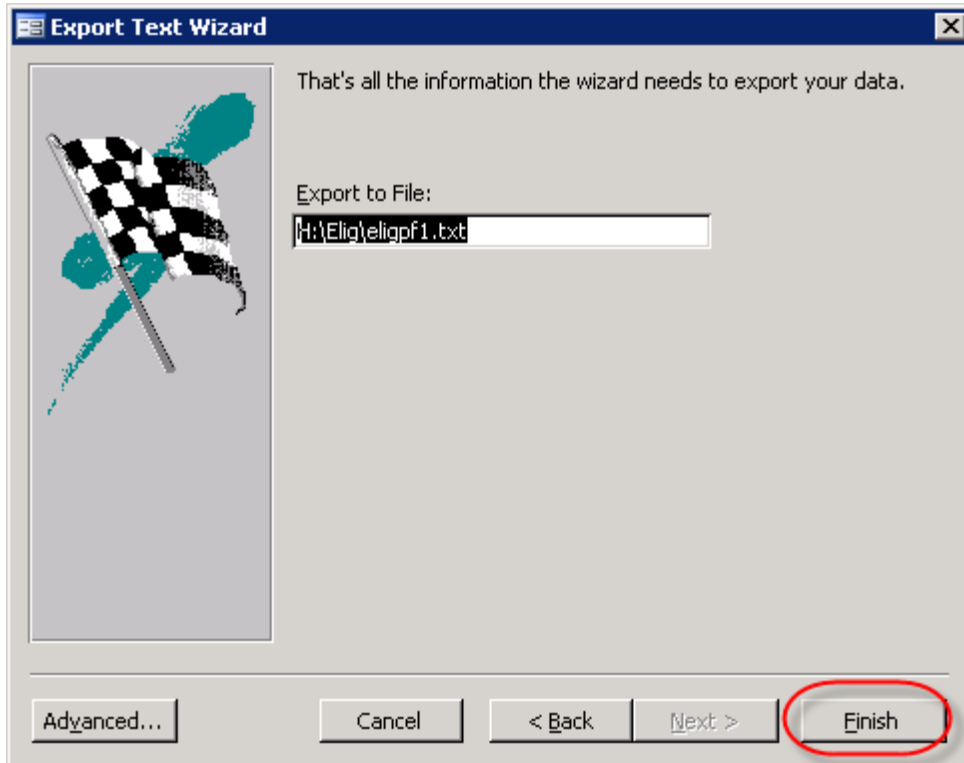 Export Text Wizard
That's all the information the wizard needs to export your data.
Export to File:
H:\Elig\eligpf1.txt
Advanced...
Cancel
< Back
Next >
Finish